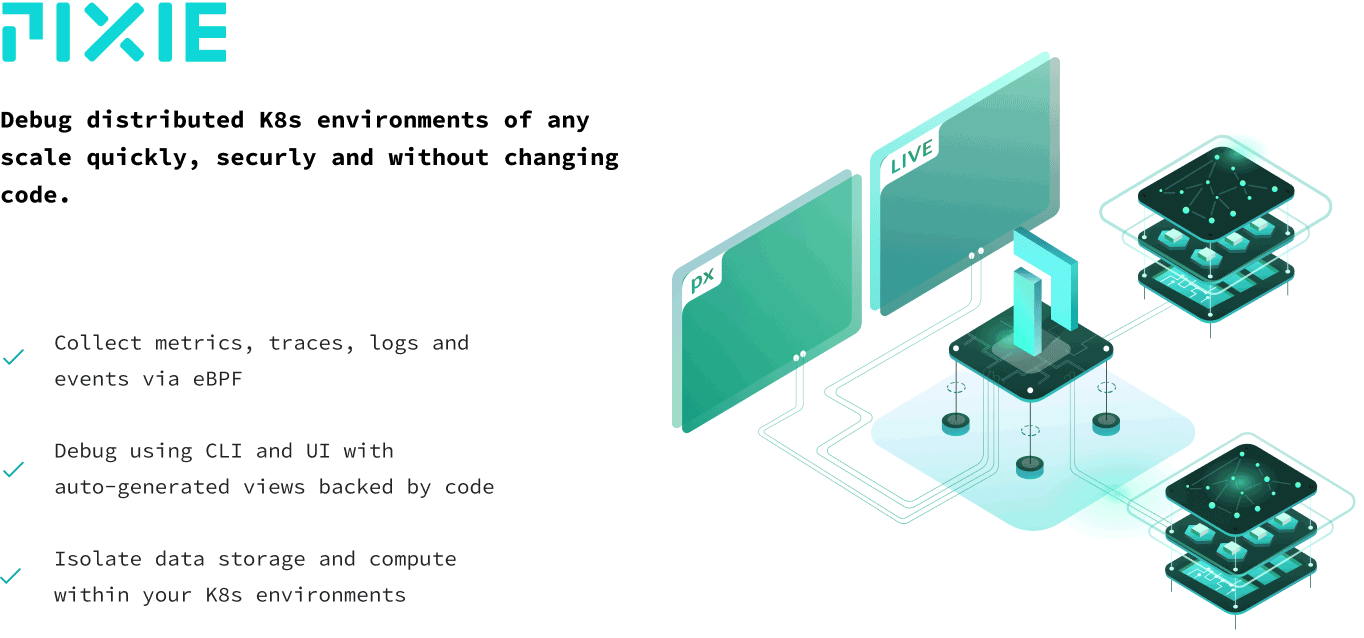 PIXIE
Debug distributed K8s environments of any
scale quickly, securly and without changing
code.
Collect metrics, traces, logs and
events via eBPF
Debug using CLI and UI with
auto-generated views backed by code
Isolate data storage and compute
within your K8s environments
px
LIVE